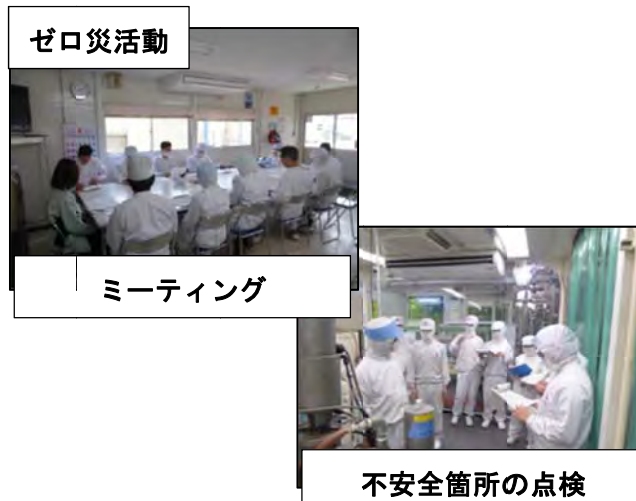 ゼロ災活動
ミーティング
不安全箇所の点検